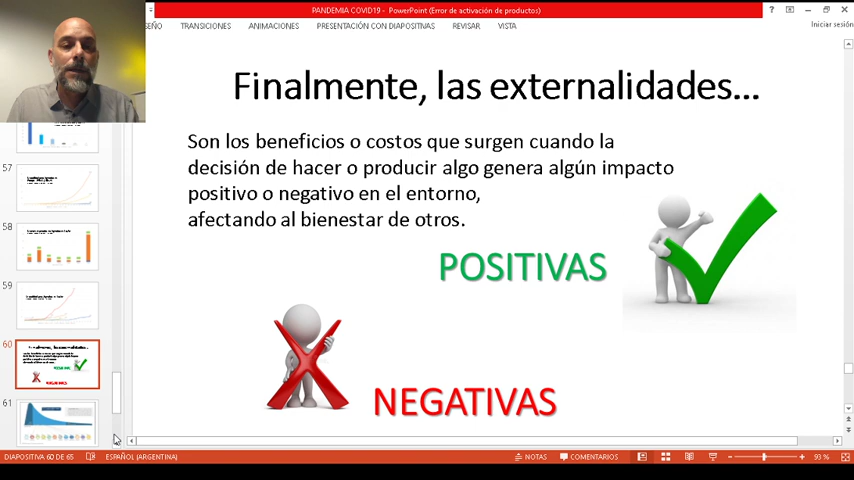 PANDEMIA COVID19 - PowerPoint (Error de activación de productos)
?
SEÑO TRANSICIONES ANIMACIONES PRESENTACIÓN CON DIAPOSITIVAS REVISAR VISTA
Iniciar sesión
Finalmente, las externalidades...
Son los beneficios o costos que surgen cuando la
decisión de hacer o producir algo genera algún impacto
positivo o negativo en el entorno,
afectando al bienestar de otros.
POSITIVAS
NEGATIVAS
57
58
59
60
61
DIAPOSITIVA 60 DE 65 ESPAÑOL (ARGENTINA) NOTAS COMENTARIOS 93 %